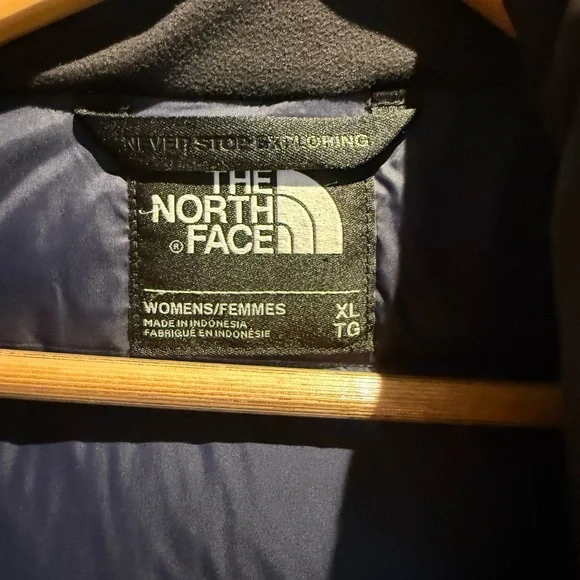 NEVER STOP EXPLORING
THE
NORTH
® FACE
WOMENS/FEMMES XL
MADE IN INDONESIA TG
FABRIQUÉ EN INDONÉSIE